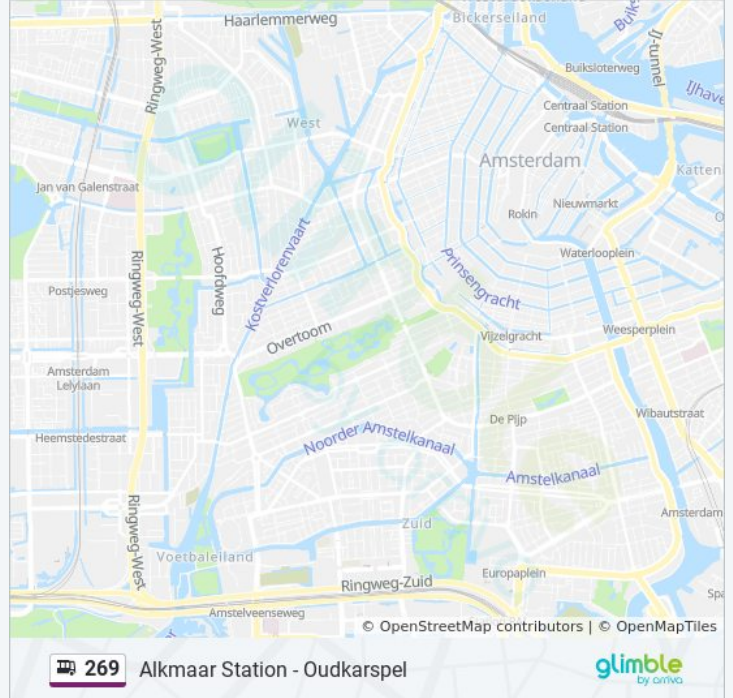 Haarlemmerweg
Bickerseiland
Buiks
IJ-tunnel
Ringweg-West
Buiksloterweg
IJhave
Centraal Station
Centraal Station
West
Amsterdam
Katten
Jan van Galenstraat
Nieuwmarkt
Rokin
O
Kostverlorenvaart
Hoofdweg
Waterlooplein
Prinsengracht
Ringweg-West
Postjesweg
Overtoom
Vijzelgracht
Weesperplein
Amsterdam
Lelylaan
De Pijp
Wibautstraat
Heemstedestraat
Noorder Amstelkanaal
Amstelkanaal
Ringweg-West
Amsterdam
Zuid
Voetbaleiland
Europaplein
Ringweg-Zuid
Spa
Amstelveenseweg
er
© OpenStreetMap contributors | © OpenMapTiles
269 Alkmaar Station - Oudkarspel
glimble
by arriva